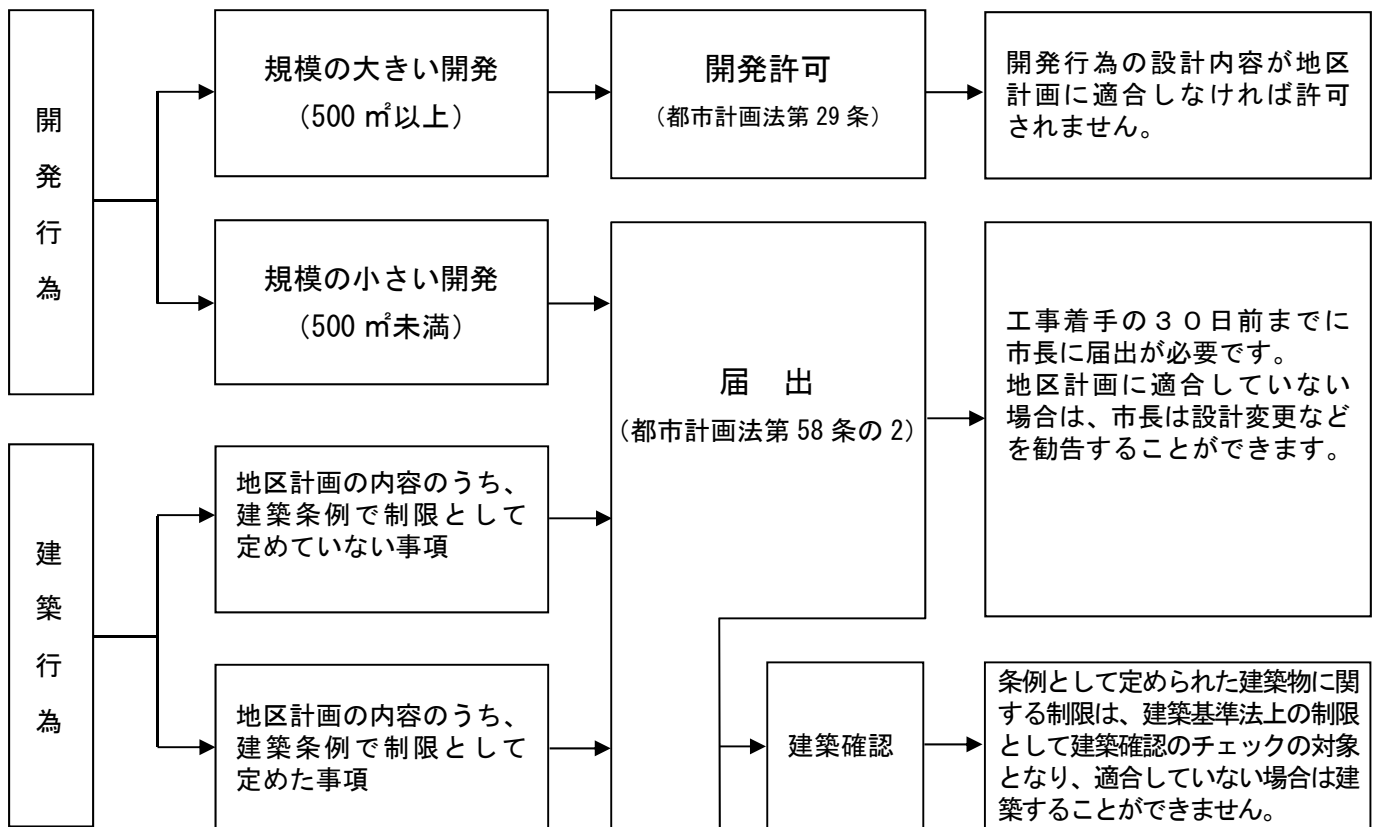 開発行為
規模の大きい開発
（500 ㎡以上）
開発許可
（都市計画法第 29 条）
開発行為の設計内容が地区
計画に適合しなければ許可
されません。
規模の小さい開発
（500 ㎡未満）
届　出
（都市計画法第 58 条の 2）
工事着手の３０日前までに
市長に届出が必要です。
地区計画に適合していない
場合は、市長は設計変更など
を勧告することができます。
建築行為
地区計画の内容のうち、
建築条例で制限として
定めていない事項
地区計画の内容のうち、
建築条例で制限として
定めた事項
建築確認
条例として定められた建築物に関
する制限は、建築基準法上の制限
として建築確認のチェックの対象
となり、適合していない場合は建
築することができません。